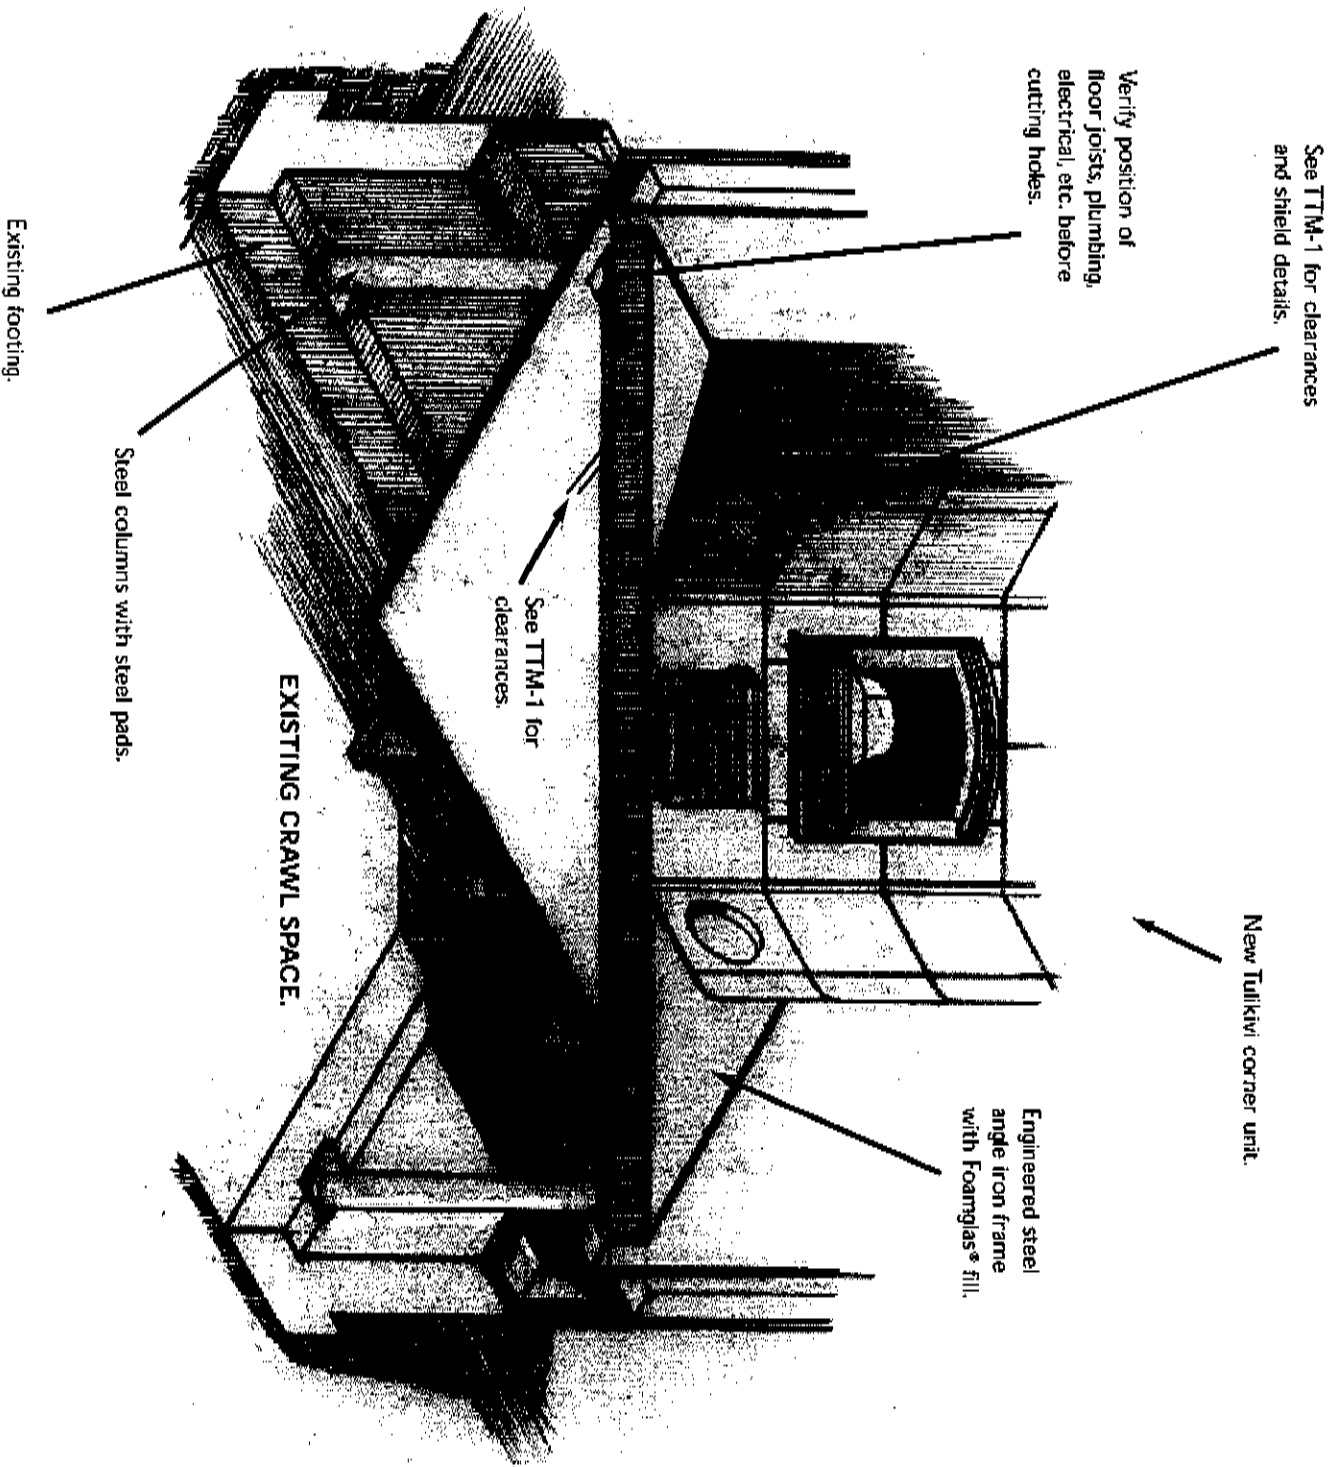 New Tulikivi corner unit.
See TTM-1 for clearances
and shield details.
Verify position of
floor joists, plumbing,
electrical, etc. before
cutting holes.
Engineered steel
angle iron frame
with Foamglas® fill.
See TTM-1 for
clearances.
EXISTING CRAWL SPACE.
Steel columns with steel pads.
Existing footing.